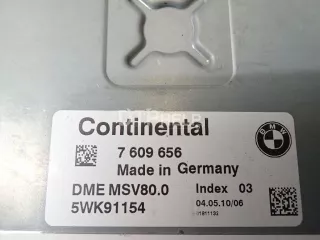 Continental
BMW
7 609 656
Made in Germany
DME MSV80.0 Index 03
5WK91154 04.05.10/06